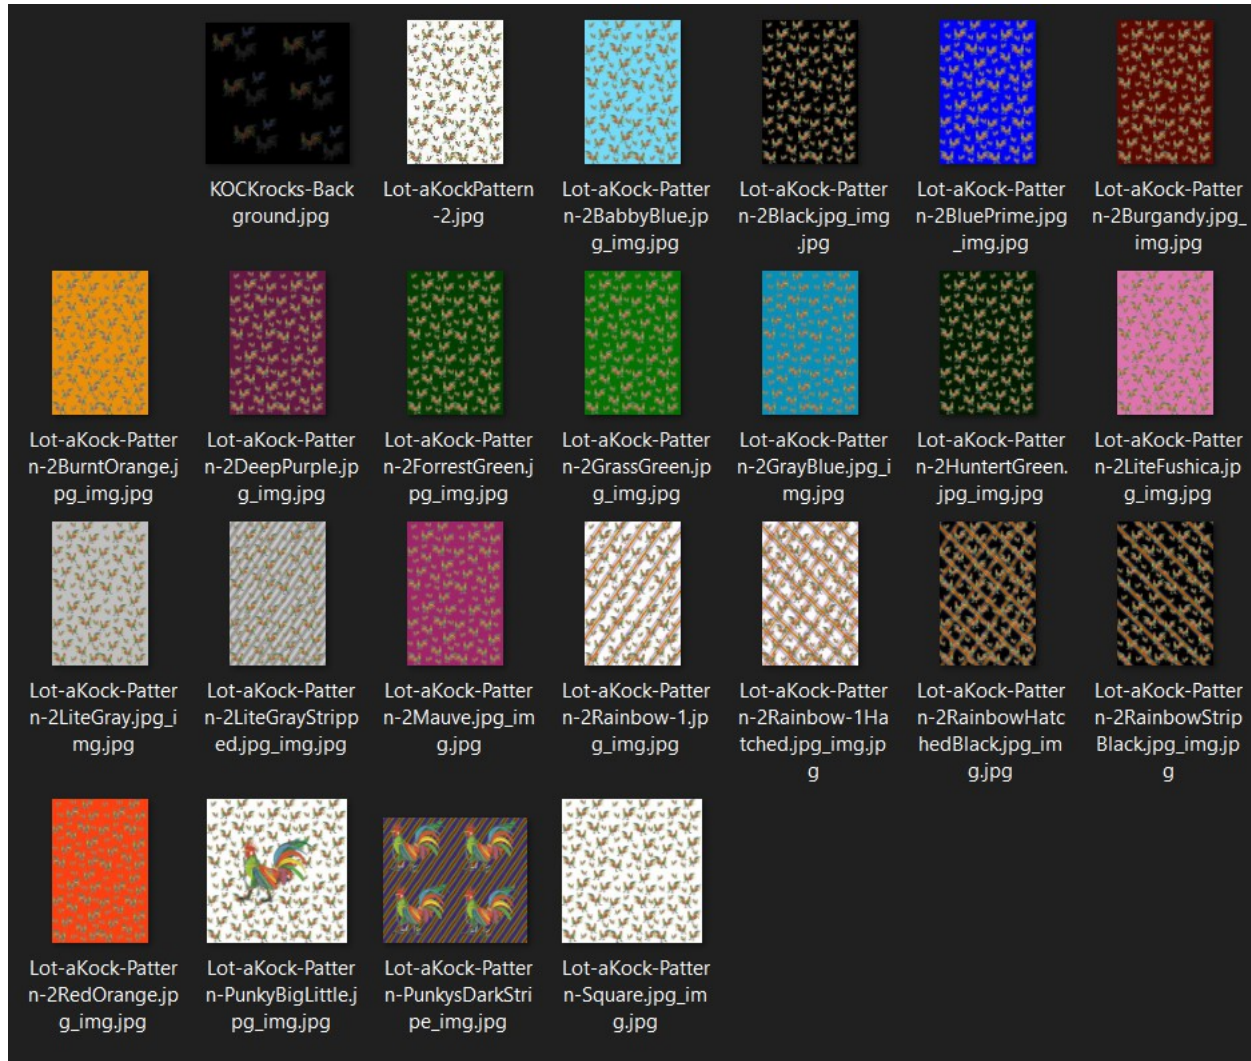 KOCKrocks-Back
ground.jpg
Lot-aKockPattern
-2.jpg
Lot-aKock-Patter
n-2BabbyBlue.jp
g_img.jpg
Lot-aKock-Patter
n-2Black.jpg_img
.jpg
Lot-aKock-Patter
n-2BluePrime.jpg
_img.jpg
Lot-aKock-Patter
n-2Burgandy.jpg_
img.jpg
Lot-aKock-Patter
n-2BurntOrange.j
pg_img.jpg
Lot-aKock-Patter
n-2DeepPurple.jp
g_img.jpg
Lot-aKock-Patter
n-2ForrestGreen.j
pg_img.jpg
Lot-aKock-Patter
n-2GrassGreen.jp
g_img.jpg
Lot-aKock-Patter
n-2GrayBlue.jpg_i
mg.jpg
Lot-aKock-Patter
n-2HuntertGreen.
jpg_img.jpg
Lot-aKock-Patter
n-2LiteFushica.jp
g_img.jpg
Lot-aKock-Patter
n-2LiteGray.jpg_i
mg.jpg
Lot-aKock-Patter
n-2LiteGrayStripp
ed.jpg_img.jpg
Lot-aKock-Patter
n-2Mauve.jpg_im
g.jpg
Lot-aKock-Patter
n-2Rainbow-1.jp
g_img.jpg
Lot-aKock-Patter
n-2Rainbow-1Ha
tched.jpg_img.jp
g
Lot-aKock-Patter
n-2RainbowHatc
hedBlack.jpg_im
g.jpg
Lot-aKock-Patter
n-2RainbowStrip
Black.jpg_img.jp
g
Lot-aKock-Patter
n-2RedOrange.jp
g_img.jpg
Lot-aKock-Patter
n-PunkyBigLittle.j
pg_img.jpg
Lot-aKock-Patter
n-PunkysDarkStri
pe_img.jpg
Lot-aKock-Patter
n-Square.jpg_im
g.jpg